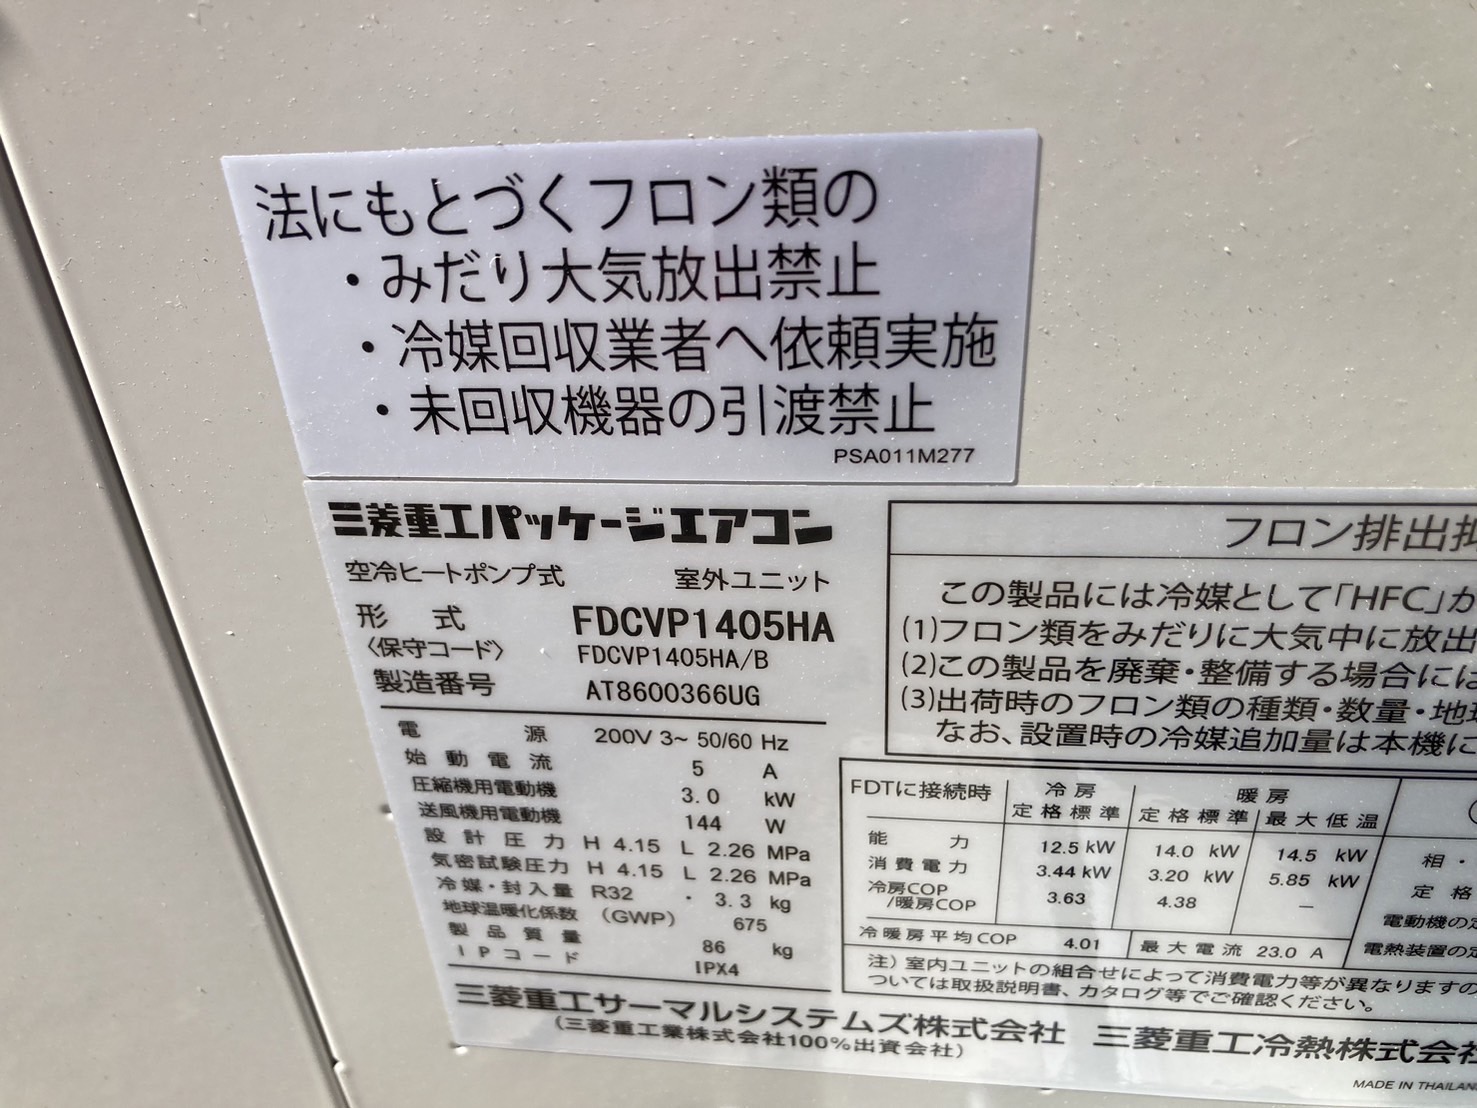 法にもとづくフロン類の
・みだり大気放出禁止
・冷媒回収業者へ依頼実施
・未回収機器の引渡禁止
PSA011M277
三菱重工パッケージエアコン
空冷ヒートポンプ式 室外ユニット
形式 FDCVP1405HA
〈保守コード〉 FDCVP1405HA/B
製造番号 AT8600366UG
電源 200V 3~ 50/60 Hz
始動電流 5 A
圧縮機用電動機 3.0 kW
送風機用電動機 144 W
設計圧力 H 4.15 L 2.26 MPa
気密試験圧力 H 4.15 L 2.26 MPa
冷媒・封入量 R32 ・ 3.3 kg
地球温暖化係数 (GWP) 675
製品質量 86 kg
IPコード IPX4
フロン排出抑
この製品には冷媒として「HFC」が
(1)フロン類をみだりに大気中に放出
(2)この製品を廃棄・整備する場合には
(3)出荷時のフロン類の種類・数量・地球
なお、設置時の冷媒追加量は本機に
FDTに接続時 冷房 暖房
定格標準 定格標準 最大低温
能力 12.5 kW 14.0 kW 14.5 kW
消費電力 3.44 kW 3.20 kW 5.85 kW
冷房COP
/暖房COP 3.63 4.38 －
冷暖房平均COP 4.01 最大電流 23.0 A
相・
定格
電動機の定
電熱装置の定
注) 室内ユニットの組合せによって消費電力等が異なりますの
ついては取扱説明書、カタログ等でご確認ください。
三菱重工サーマルシステムズ株式会社 三菱重工冷熱株式会社
(三菱重工業株式会社100%出資会社)
MADE IN THAILAND